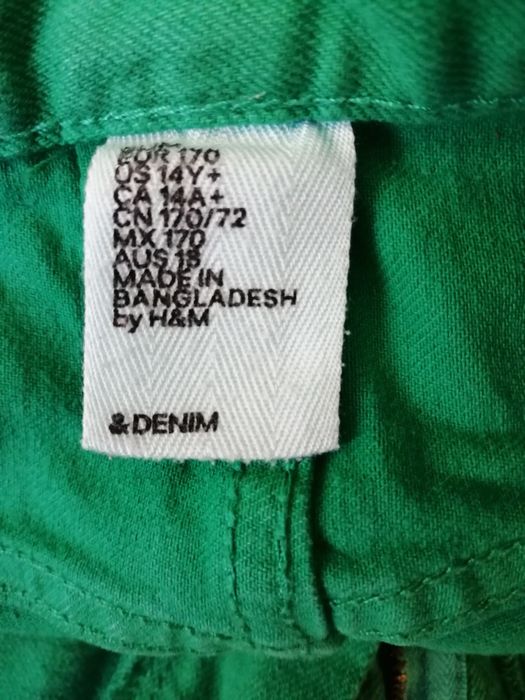 EUR 170
US 14Y+
CA 14A+
CN 170/72
MX 170
AUS 18
MADE IN
BANGLADESH
by H&M
& DENIM